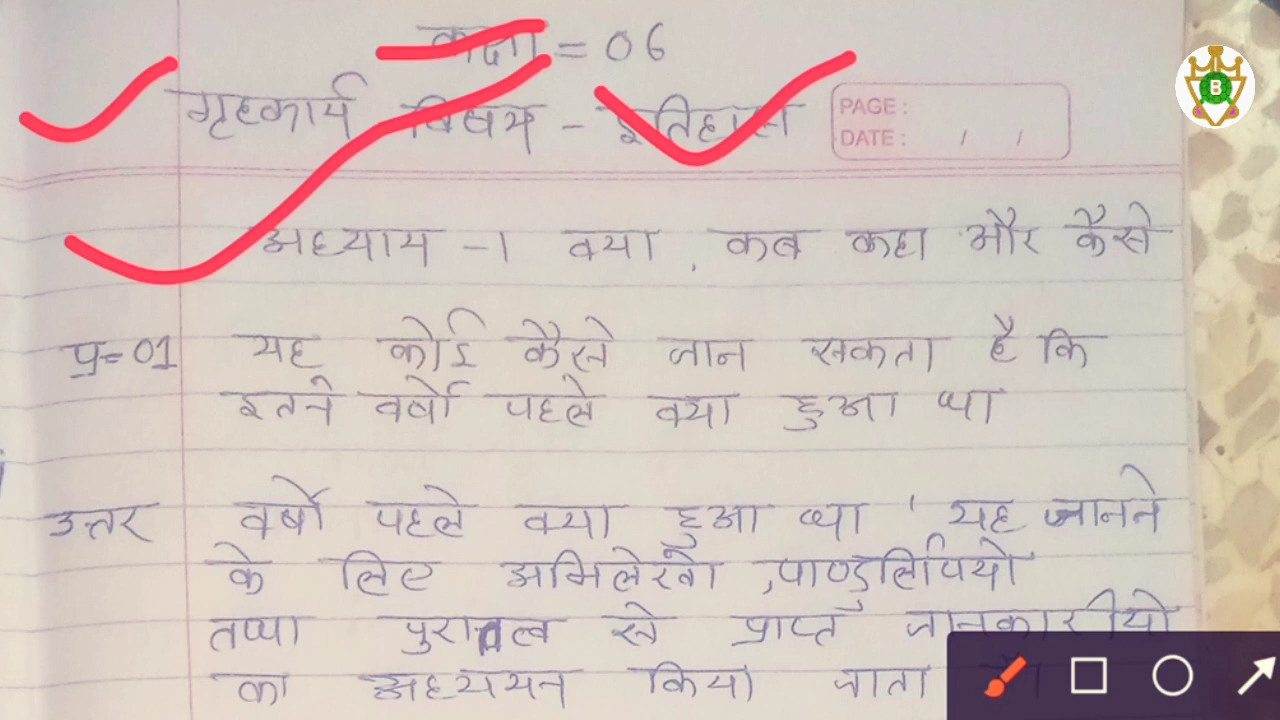 कक्षा = 06
गृहकार्य विषय - इतिहास
PAGE :
DATE : / /
B
अध्याय -1 क्या , कब कहा और कैसे
प्र=01 यह कोई कैसे जान सकता है कि
इतने वर्षो पहले क्या हुआ था
उत्तर वर्षो पहले क्या हुआ था ' यह जानने
के लिए अभिलेखो ,पाण्डुलिपियो
तथा पुरातत्व से प्राप्त जानकारीयो
का अध्ययन किया जाता है।